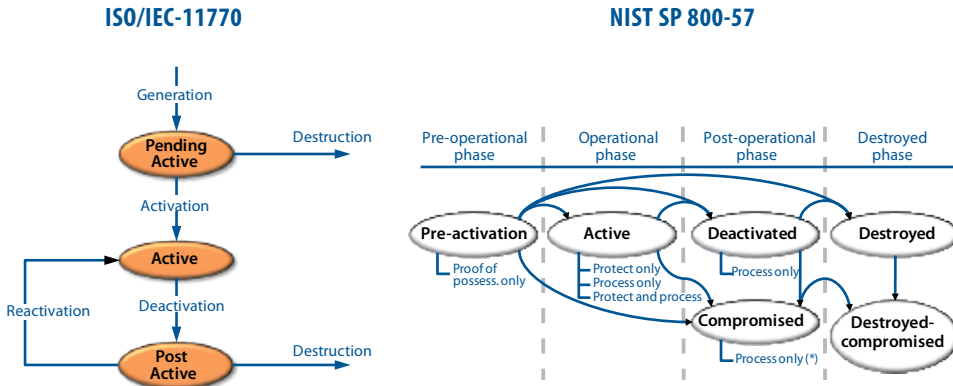 ISO/IEC-11770
Generation
Pending
Active
Destruction
Activation
Active
Reactivation
Deactivation
Post
Active
Destruction
NIST SP 800-57
Pre-operational
phase
Operational
phase
Post-operational
phase
Destroyed
phase
Pre-activation
Active
Deactivated
Destroyed
Proof of
possess. only
Protect only
Process only
Protect and process
Process only
Compromised
Destroyed-
compromised
Process only (*)